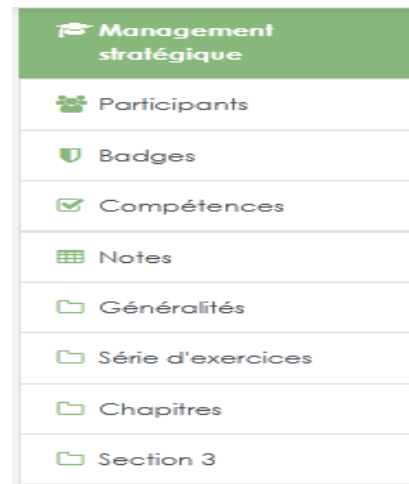 Management
stratégique
Participants
Badges
Compétences
Notes
Généralités
Série d'exercices
Chapitres
Section 3